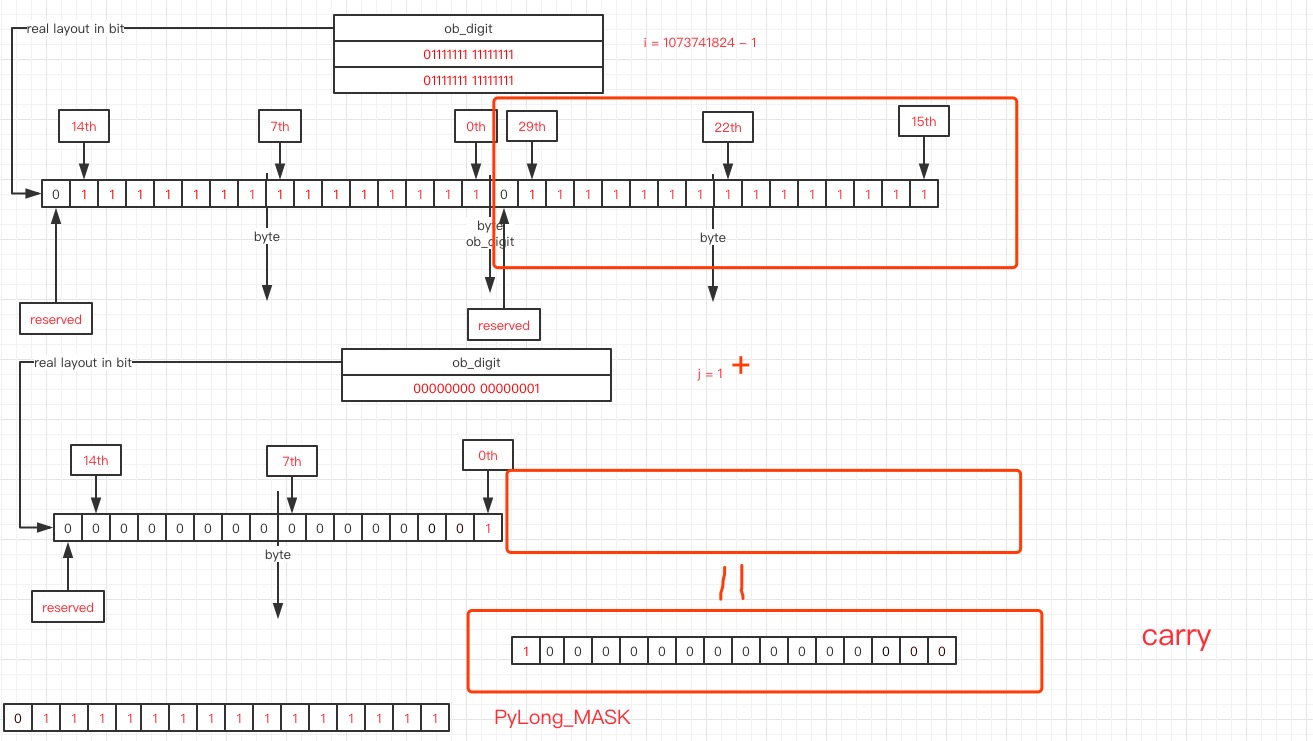 real layout in bit
ob_digit
01111111 11111111
01111111 11111111
i = 1073741824 - 1
14th
7th
0th
29th
22th
15th
0 1 1 1 1 1 1 1 1 1 1 1 1 1 1 1 0 1 1 1 1 1 1 1 1 1 1 1 1 1 1 1
byte
byte
ob_digit
byte
reserved
reserved
real layout in bit
ob_digit
00000000 00000001
j = 1
+
14th
7th
0th
0 0 0 0 0 0 0 0 0 0 0 0 0 0 0 1
byte
reserved
1 0 0 0 0 0 0 0 0 0 0 0 0 0 0 0
carry
0 1 1 1 1 1 1 1 1 1 1 1 1 1 1 1
PyLong_MASK